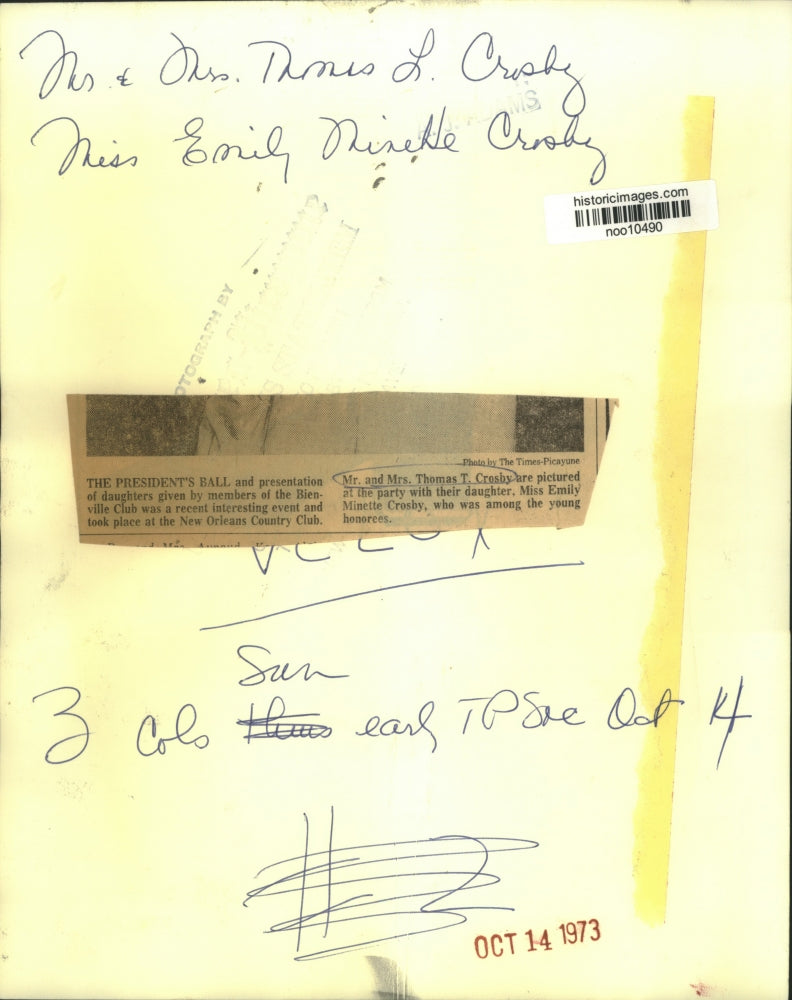 Mr & Mrs. Thomas L. Crosby
A. J. ADAMS
Miss Emily Minette Crosby
historicimages.com
noo10490
OTOGRAPH BY
Photo by The Times-Picayune
THE PRESIDENT'S BALL and presentation
of daughters given by members of the Bien-
ville Club was a recent interesting event and
took place at the New Orleans Country Club.
Mr. and Mrs. Thomas T. Crosby are pictured
at the party with their daughter, Miss Emily
Minette Crosby, who was among the young
honorees.
Sun
3 cols Thurs early TP Soc Oct 14
OCT 14 1973